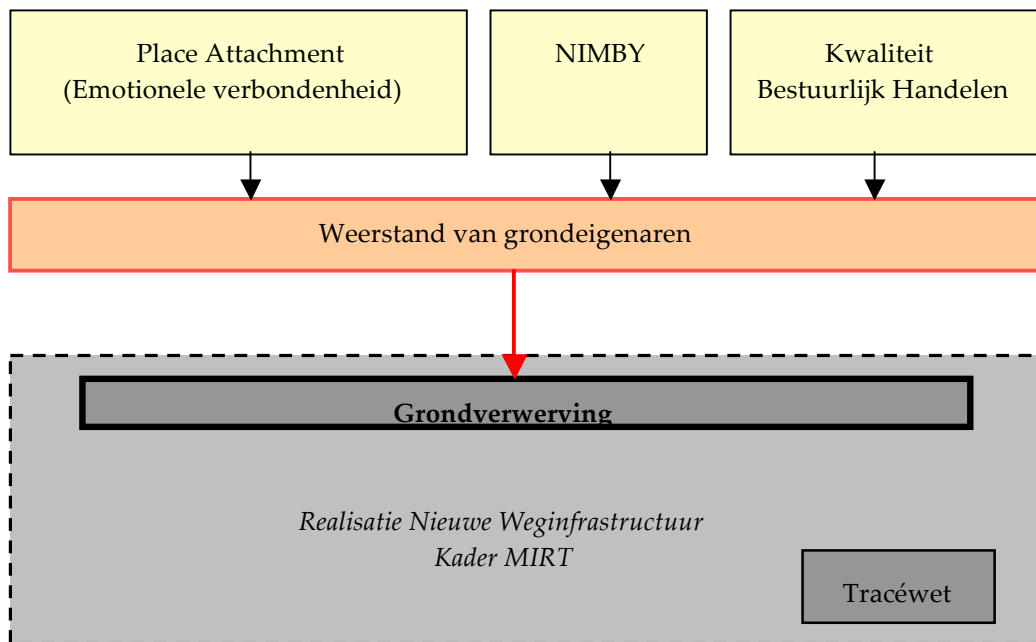 Place Attachment
(Emotionele verbondenheid)
NIMBY
Kwaliteit
Bestuurlijk Handelen
Weerstand van grondeigenaren
Grondverwerving
Realisatie Nieuwe Weginfrastructuur
Kader MIRT
Tracéwet